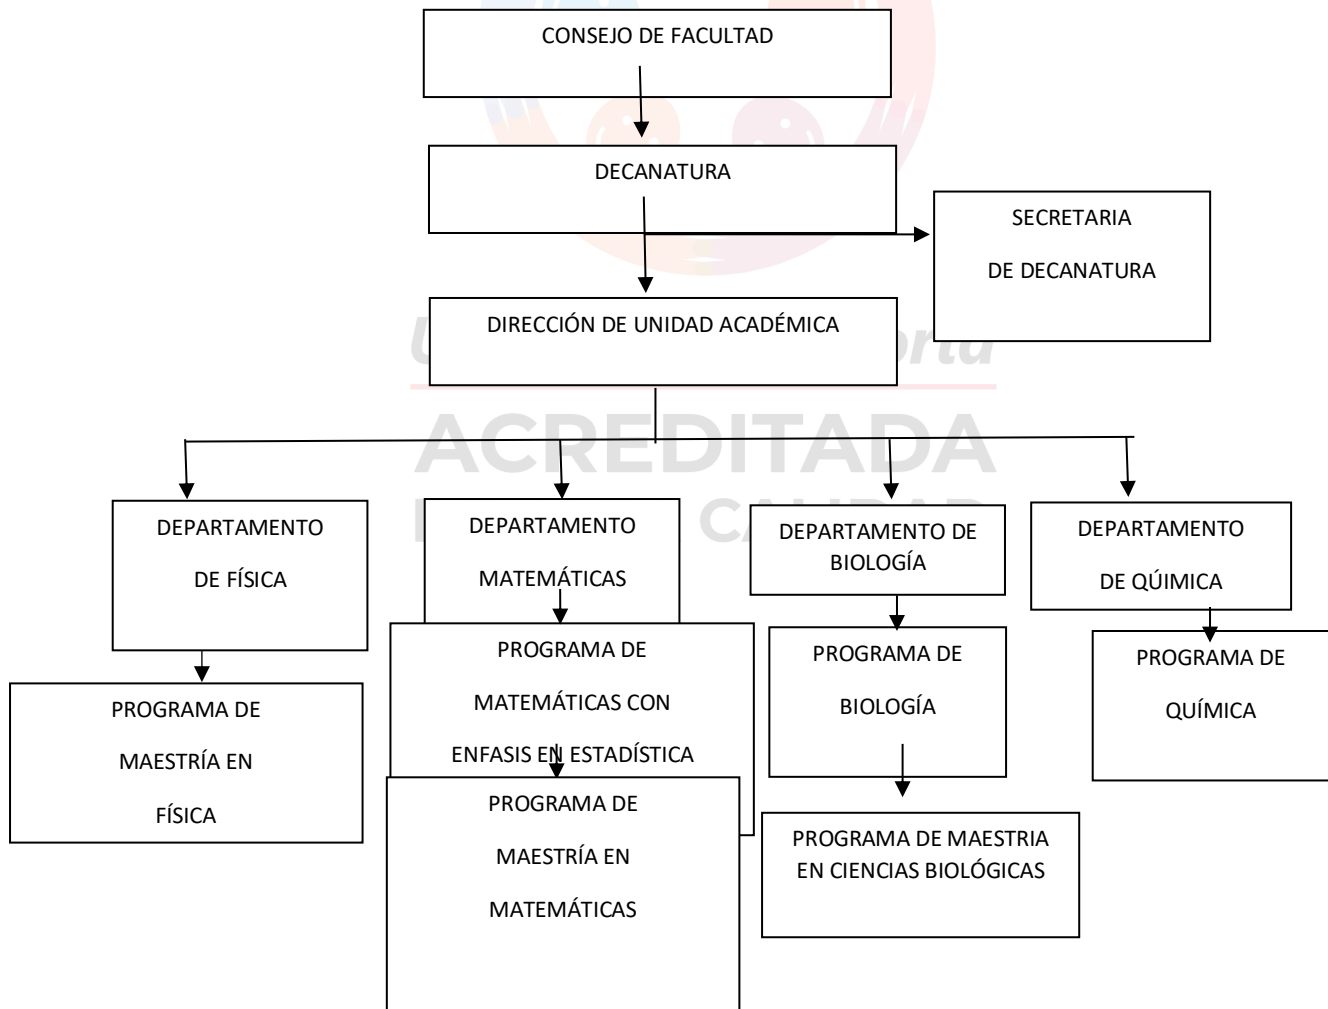 CONSEJO DE FACULTAD
DECANATURA
SECRETARIA
DE DECANATURA
DIRECCIÓN DE UNIDAD ACADÉMICA
ACREDITADA
DEPARTAMENTO
DE FÍSICA
DEPARTAMENTO
MATEMÁTICAS
DEPARTAMENTO DE
BIOLOGÍA
DEPARTAMENTO
DE QÚIMICA
PROGRAMA DE
MAESTRÍA EN
FÍSICA
PROGRAMA DE
MATEMÁTICAS CON
ENFASIS EN ESTADÍSTICA
PROGRAMA DE
MAESTRÍA EN
MATEMÁTICAS
PROGRAMA DE
BIOLOGÍA
PROGRAMA DE MAESTRIA
EN CIENCIAS BIOLÓGICAS
PROGRAMA DE
QUÍMICA